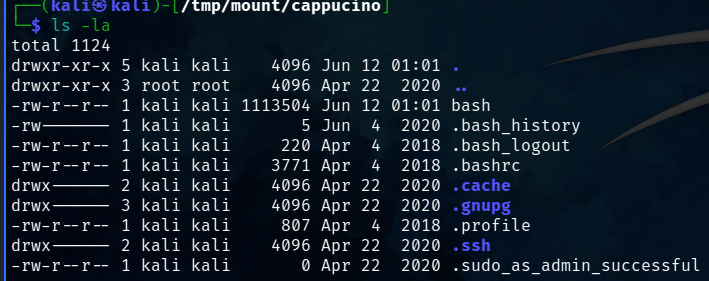 ┌──(kali㉿kali)-[/tmp/mount/cappucino]
└─$ ls -la
total 1124
drwxr-xr-x 5 kali kali    4096 Jun 12 01:01 .
drwxr-xr-x 3 root root    4096 Apr 22  2020 ..
-rw-r--r-- 1 kali kali 1113504 Jun 12 01:01 bash
-rw------- 1 kali kali       5 Jun  4  2020 .bash_history
-rw-r--r-- 1 kali kali     220 Apr  4  2018 .bash_logout
-rw-r--r-- 1 kali kali    3771 Apr  4  2018 .bashrc
drwx------ 2 kali kali    4096 Apr 22  2020 .cache
drwx------ 3 kali kali    4096 Apr 22  2020 .gnupg
-rw-r--r-- 1 kali kali     807 Apr  4  2018 .profile
drwx------ 2 kali kali    4096 Apr 22  2020 .ssh
-rw-r--r-- 1 kali kali       0 Apr 22  2020 .sudo_as_admin_successful